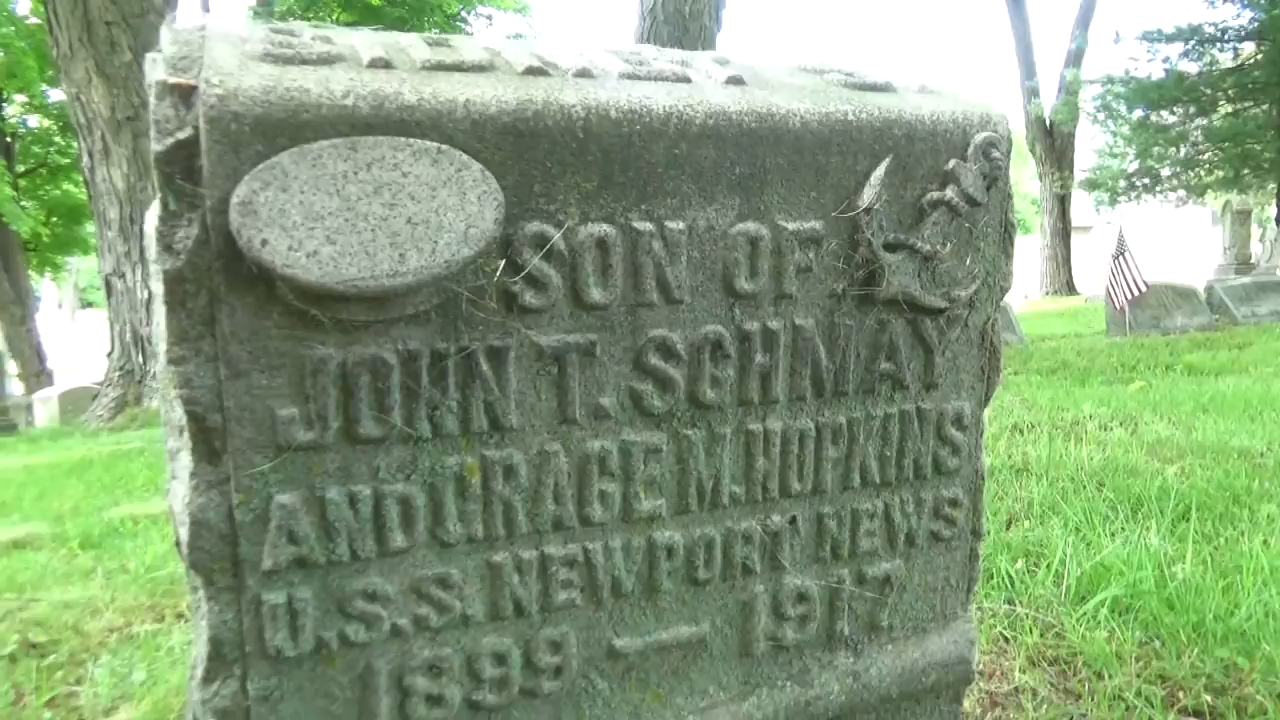 SON OF
JOHN T. SCHMAY
AND GRACE M. HOPKINS
U.S.S. NEWPORT NEWS
1899 — 1917